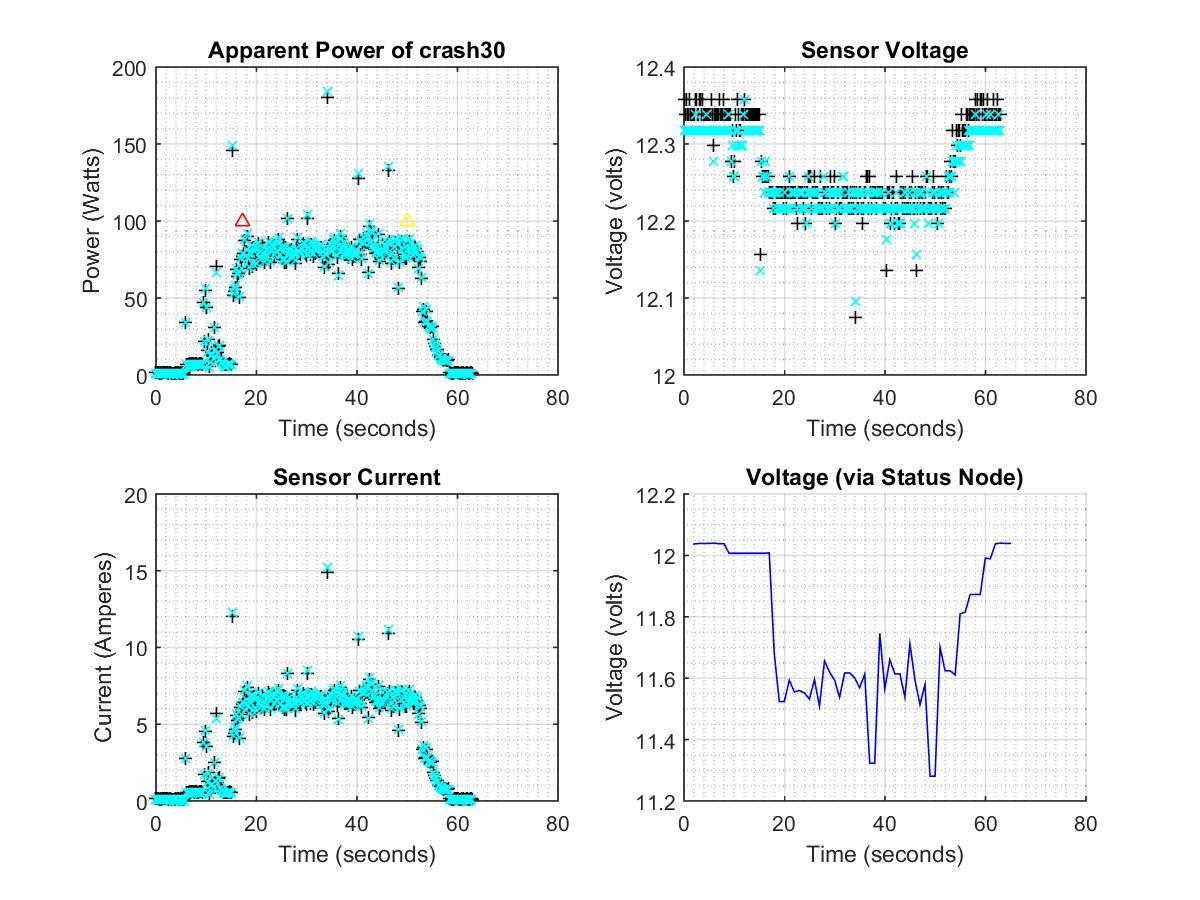 Apparent Power of crash30
200
150
100
50
0
0 20 40 60 80
Power (Watts)
Time (seconds)
Sensor Voltage
12.4
12.3
12.2
12.1
12
0 20 40 60 80
Voltage (volts)
Time (seconds)
Sensor Current
20
15
10
5
0
0 20 40 60 80
Current (Amperes)
Time (seconds)
Voltage (via Status Node)
12.2
12
11.8
11.6
11.4
11.2
0 20 40 60 80
Voltage (volts)
Time (seconds)